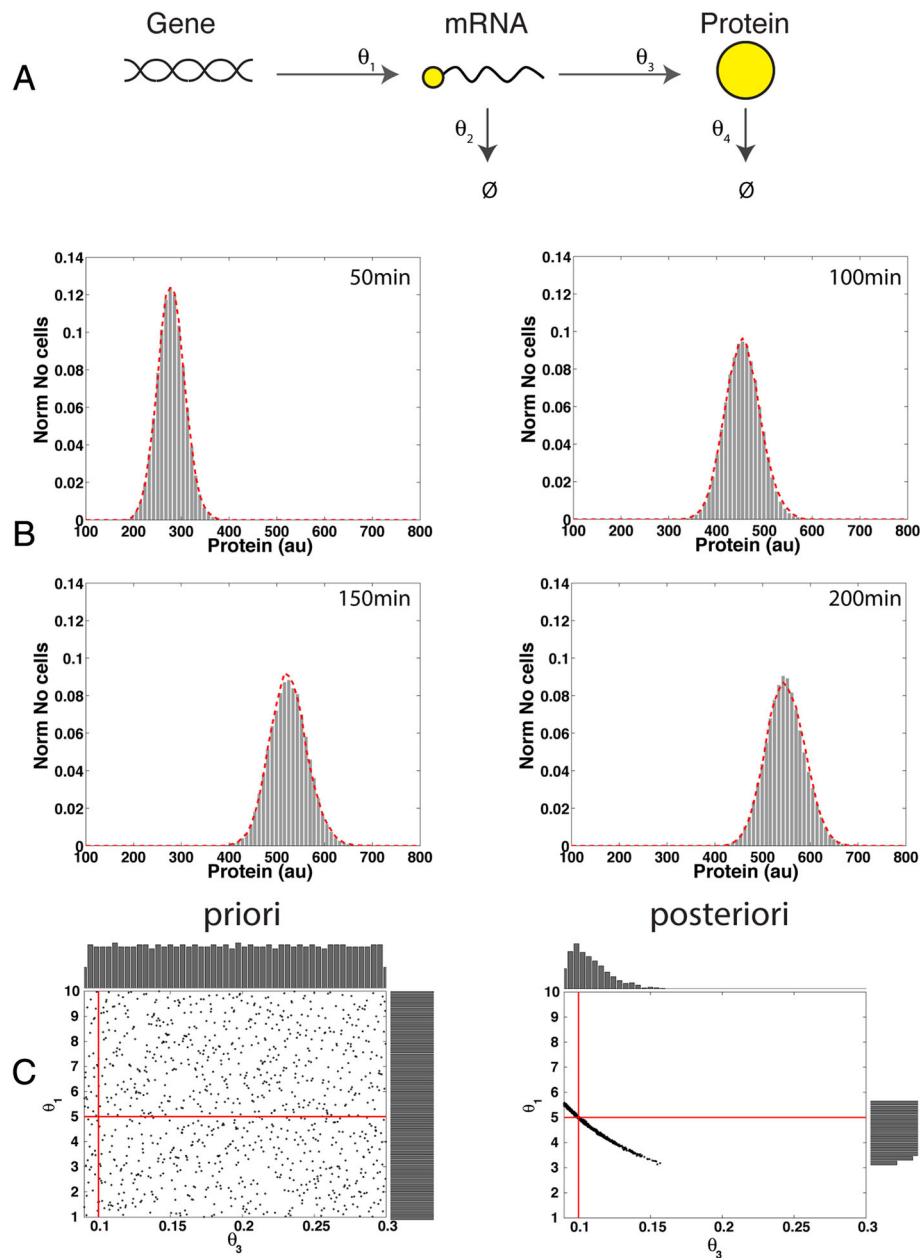 Gene
mRNA
Protein
A
θ1
θ3
θ2
θ4
Ø
Ø
B
50min
Norm No cells
0.14
0.12
0.1
0.08
0.06
0.04
0.02
0
100 200 300 400 500 600 700 800
Protein (au)
100min
Norm No cells
0.14
0.12
0.1
0.08
0.06
0.04
0.02
0
100 200 300 400 500 600 700 800
Protein (au)
150min
Norm No cells
0.14
0.12
0.1
0.08
0.06
0.04
0.02
0
100 200 300 400 500 600 700 800
Protein (au)
200min
Norm No cells
0.14
0.12
0.1
0.08
0.06
0.04
0.02
0
100 200 300 400 500 600 700 800
Protein (au)
C
priori
θ1
10
9
8
7
6
5
4
3
2
1
0.1 0.15 0.2 0.25 0.3
θ3
posteriori
θ1
10
9
8
7
6
5
4
3
2
1
0.1 0.15 0.2 0.25 0.3
θ3